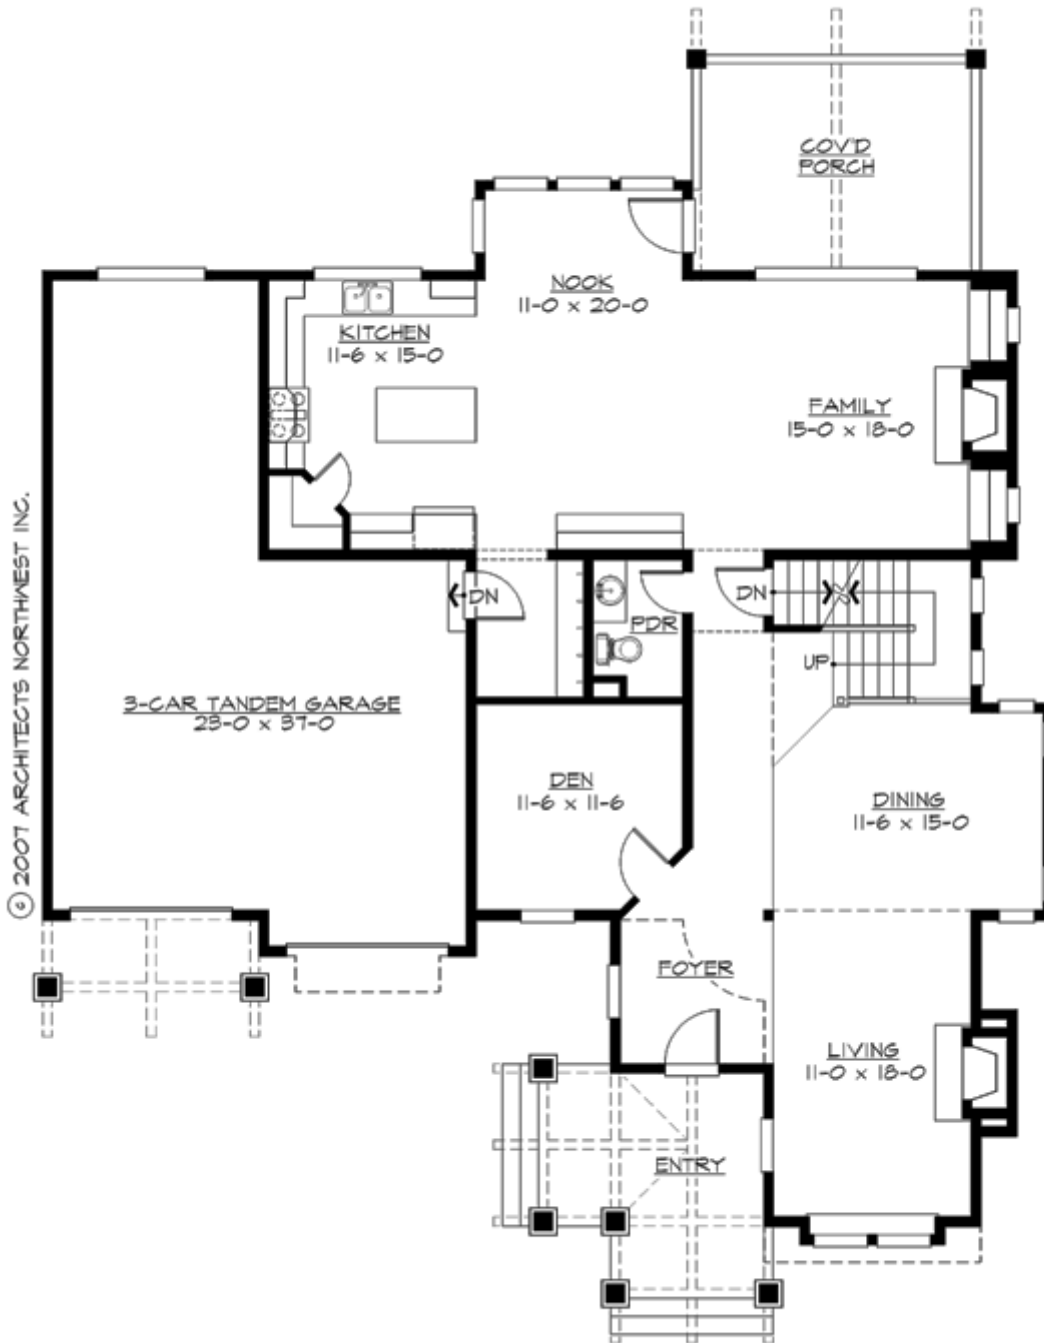 COV'D
PORCH
NOOK
11-0 x 20-0
KITCHEN
11-6 x 15-0
FAMILY
15-0 x 18-0
DN
PDR
DN
UP
3-CAR TANDEM GARAGE
23-0 x 37-0
DEN
11-6 x 11-6
DINING
11-6 x 15-0
FOYER
LIVING
11-0 x 18-0
ENTRY
© 2007 ARCHITECTS NORTHWEST INC.